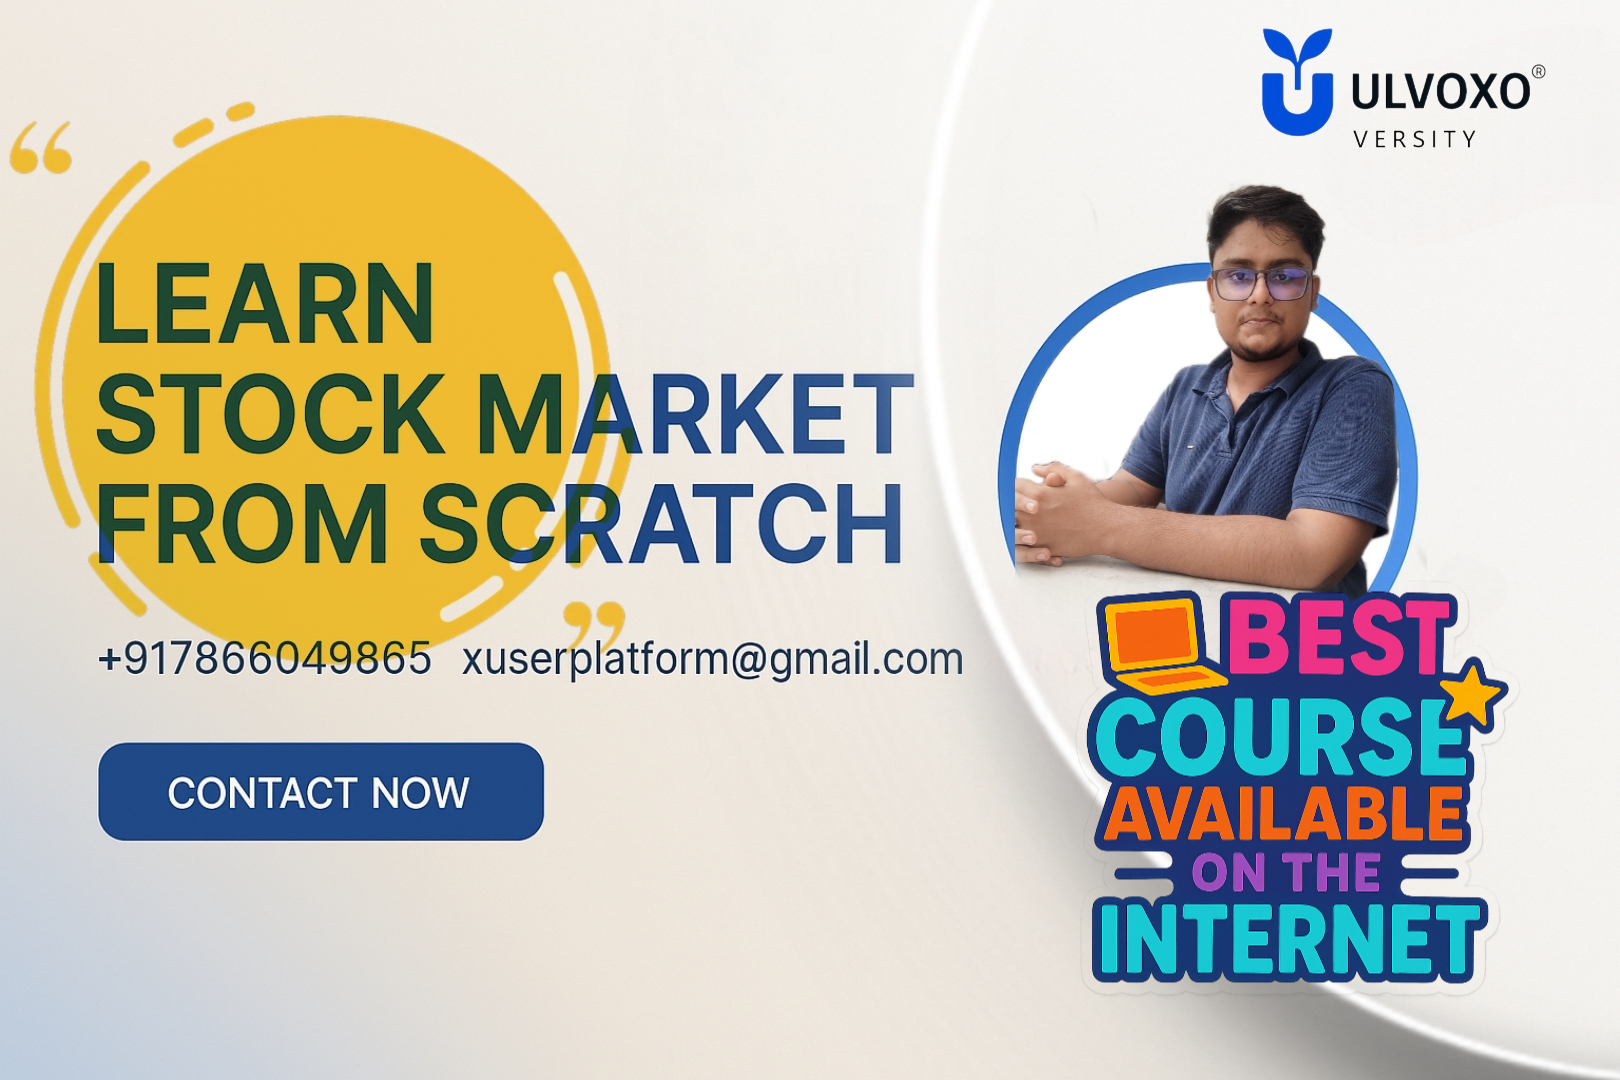 ULVOXO®
VERSITY
“
LEARN
STOCK MARKET
FROM SCRATCH
”
+917866049865 xuserplatform@gmail.com
CONTACT NOW
BEST
COURSE
AVAILABLE
ON THE
INTERNET